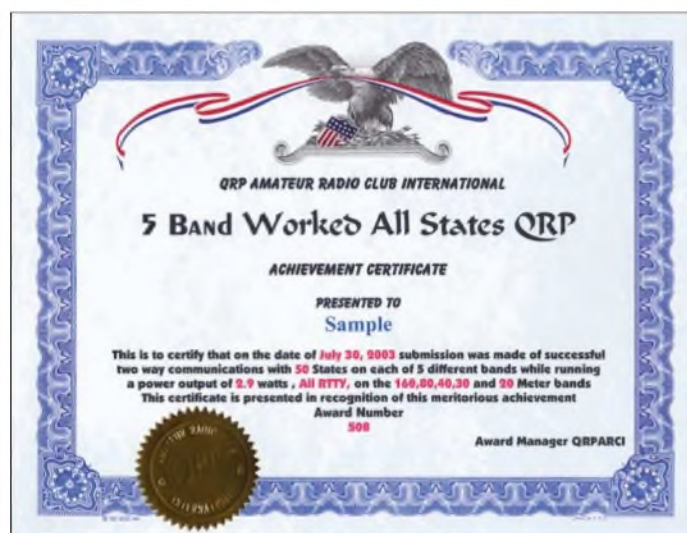 QRP AMATEUR RADIO CLUB INTERNATIONAL
5 BAND WORKED ALL STATES QRP
ACHIEVEMENT CERTIFICATE
PRESENTED TO
Sample
This is to certify that on the date of July 30, 2003 submission was made of successful
two way communications with 50 States on each of 5 different bands while running
a power output of 2.9 watts , All RTTY, on the 160,80,40,30 and 20 Meter bands
This certificate is presented in recognition of this meritorious achievement
Award Number
508
Award Manager QRPARCI
AMATEUR RADIO